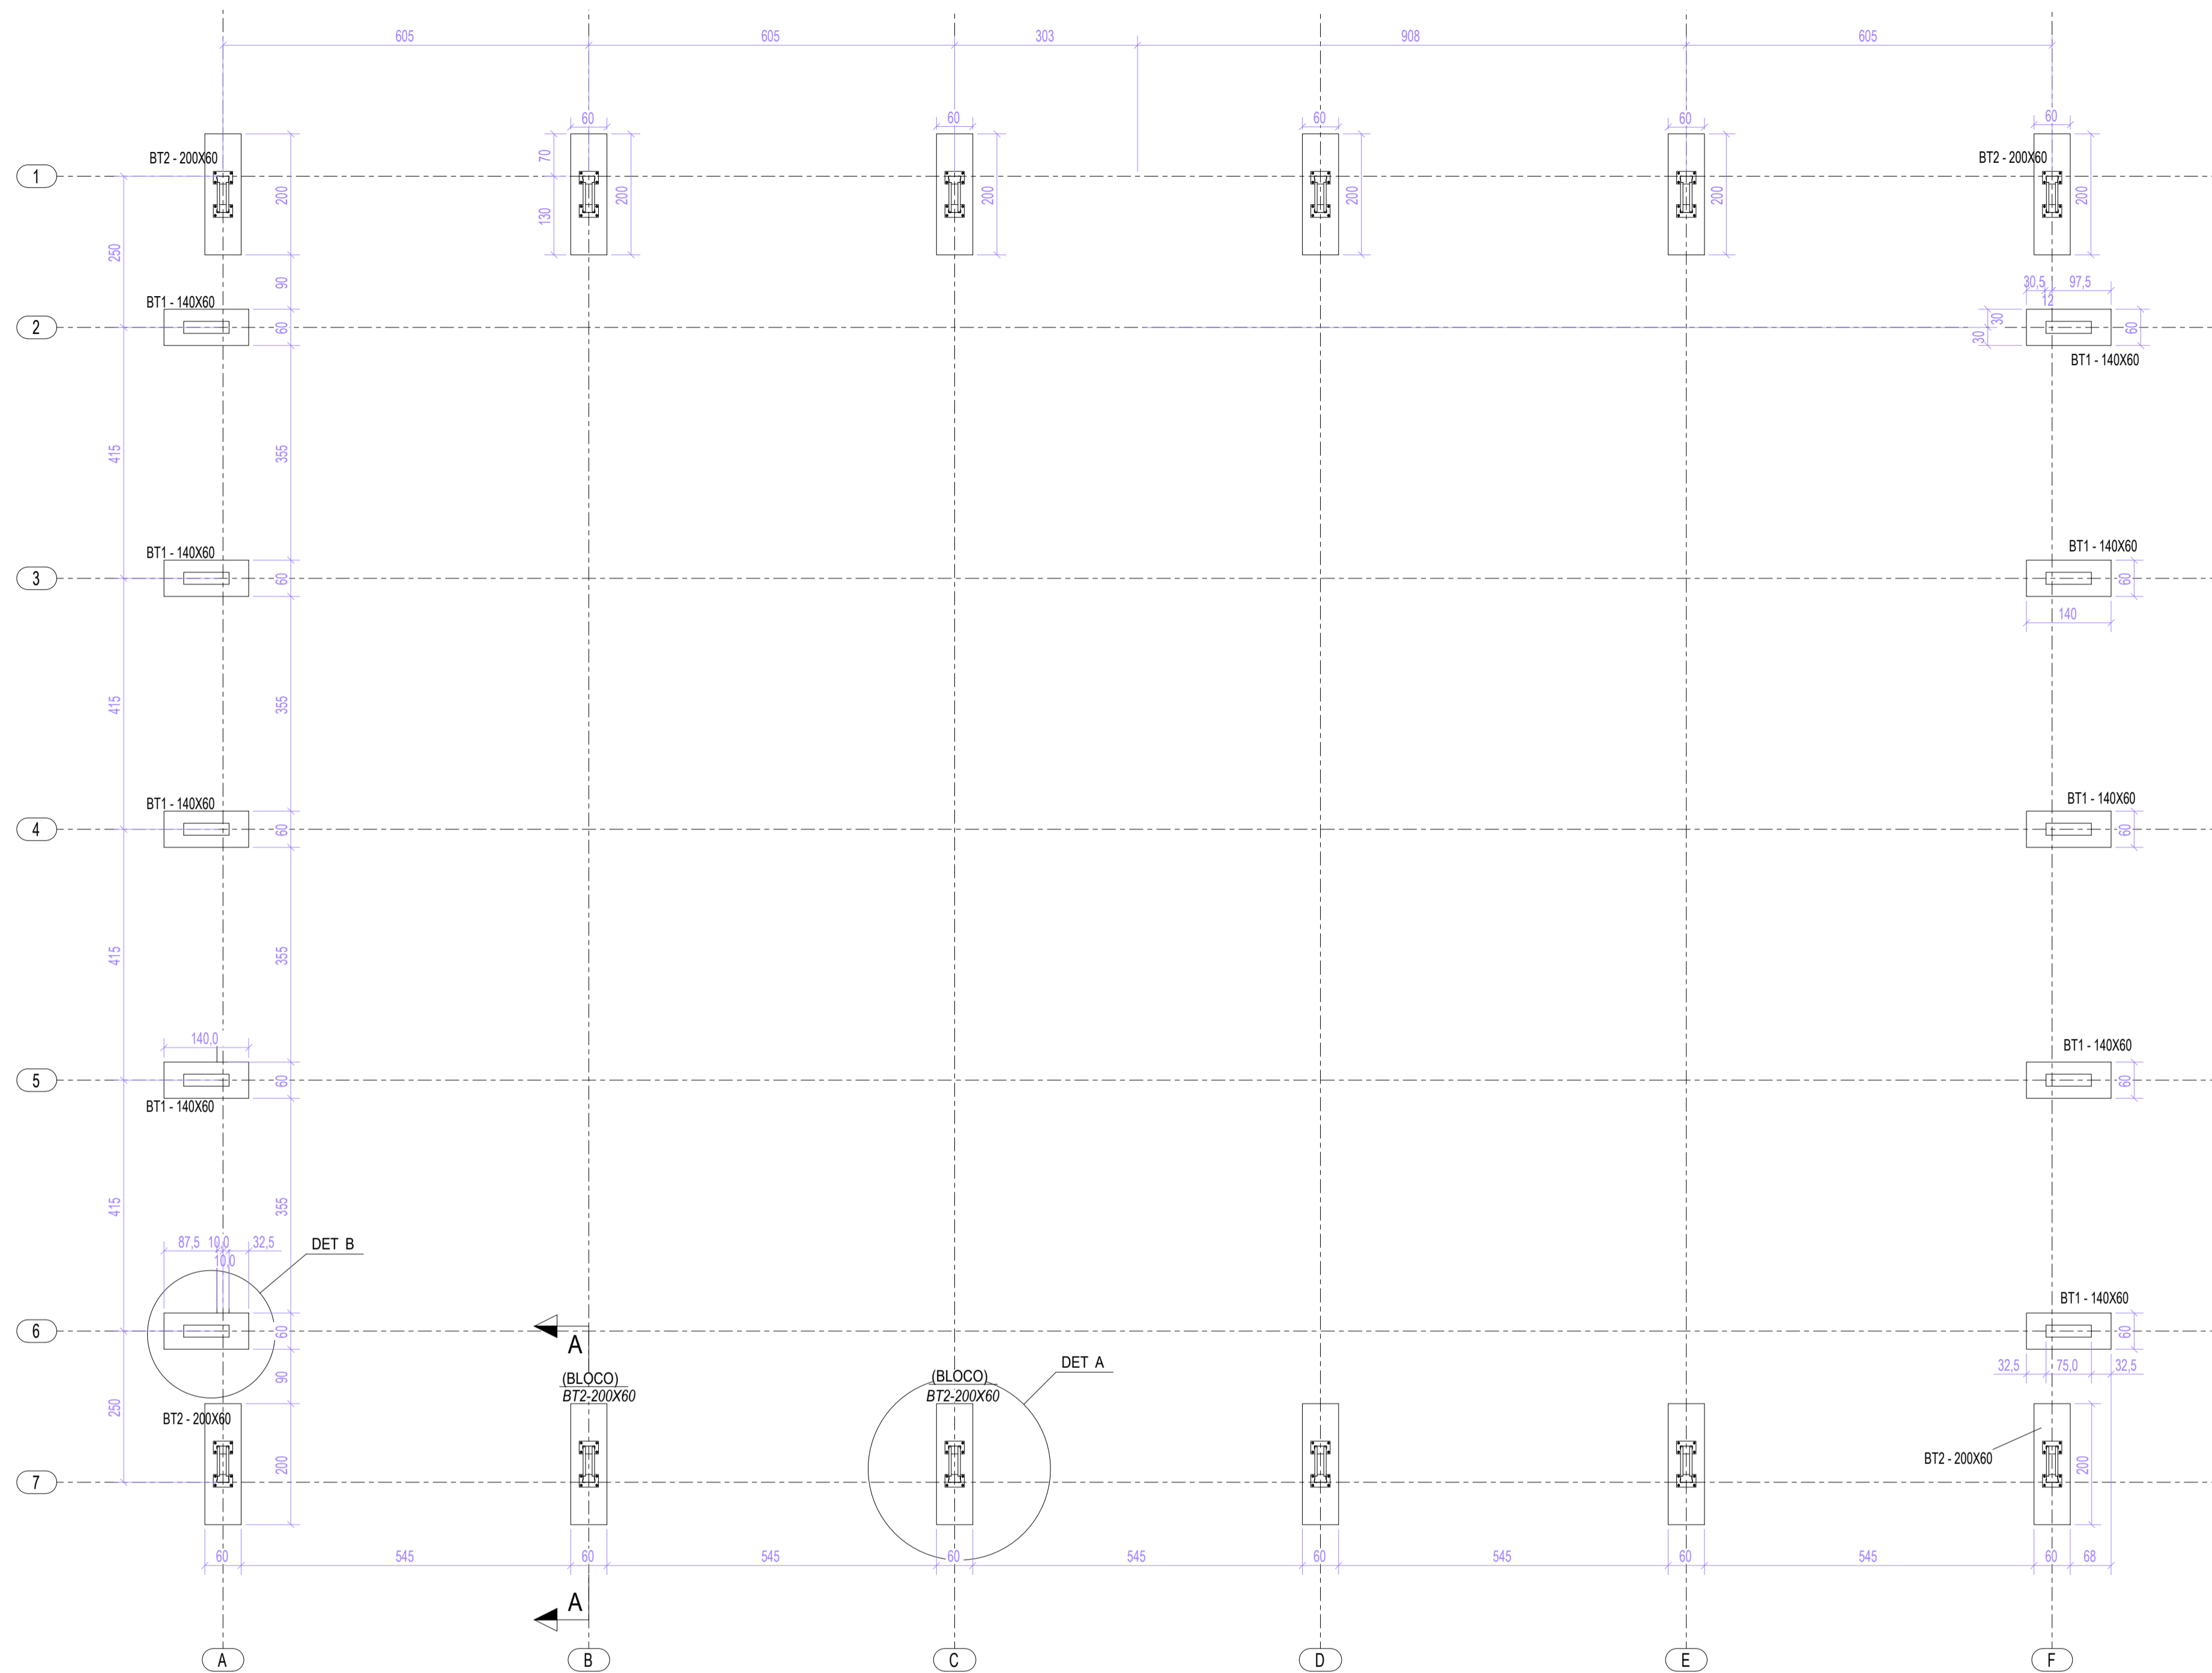 605 605 303 908 605
60 60 60 60 60
BT2 - 200X60 BT2 - 200X60
1
70
200 130 200 200 200 200 200
250
90
30,5 97,5
12
BT1 - 140X60
2
60 30 30 60
BT1 - 140X60
415 355
BT1 - 140X60 BT1 - 140X60
3
60 60
140
415 355
BT1 - 140X60 BT1 - 140X60
4
60 60
415 355
140,0
BT1 - 140X60
5
60 60
BT1 - 140X60
415 355
87,5 10,0 32,5
10,0
DET B
BT1 - 140X60
6
60 60
A
32,5 75,0 32,5
DET A
(BLOCO) (BLOCO)
BT2-200X60 BT2-200X60
90
250
BT2 - 200X60
BT2 - 200X60
200 200
7
60 545 60 545 60 545 60 545 60 545 60 68
A
A B C D E F